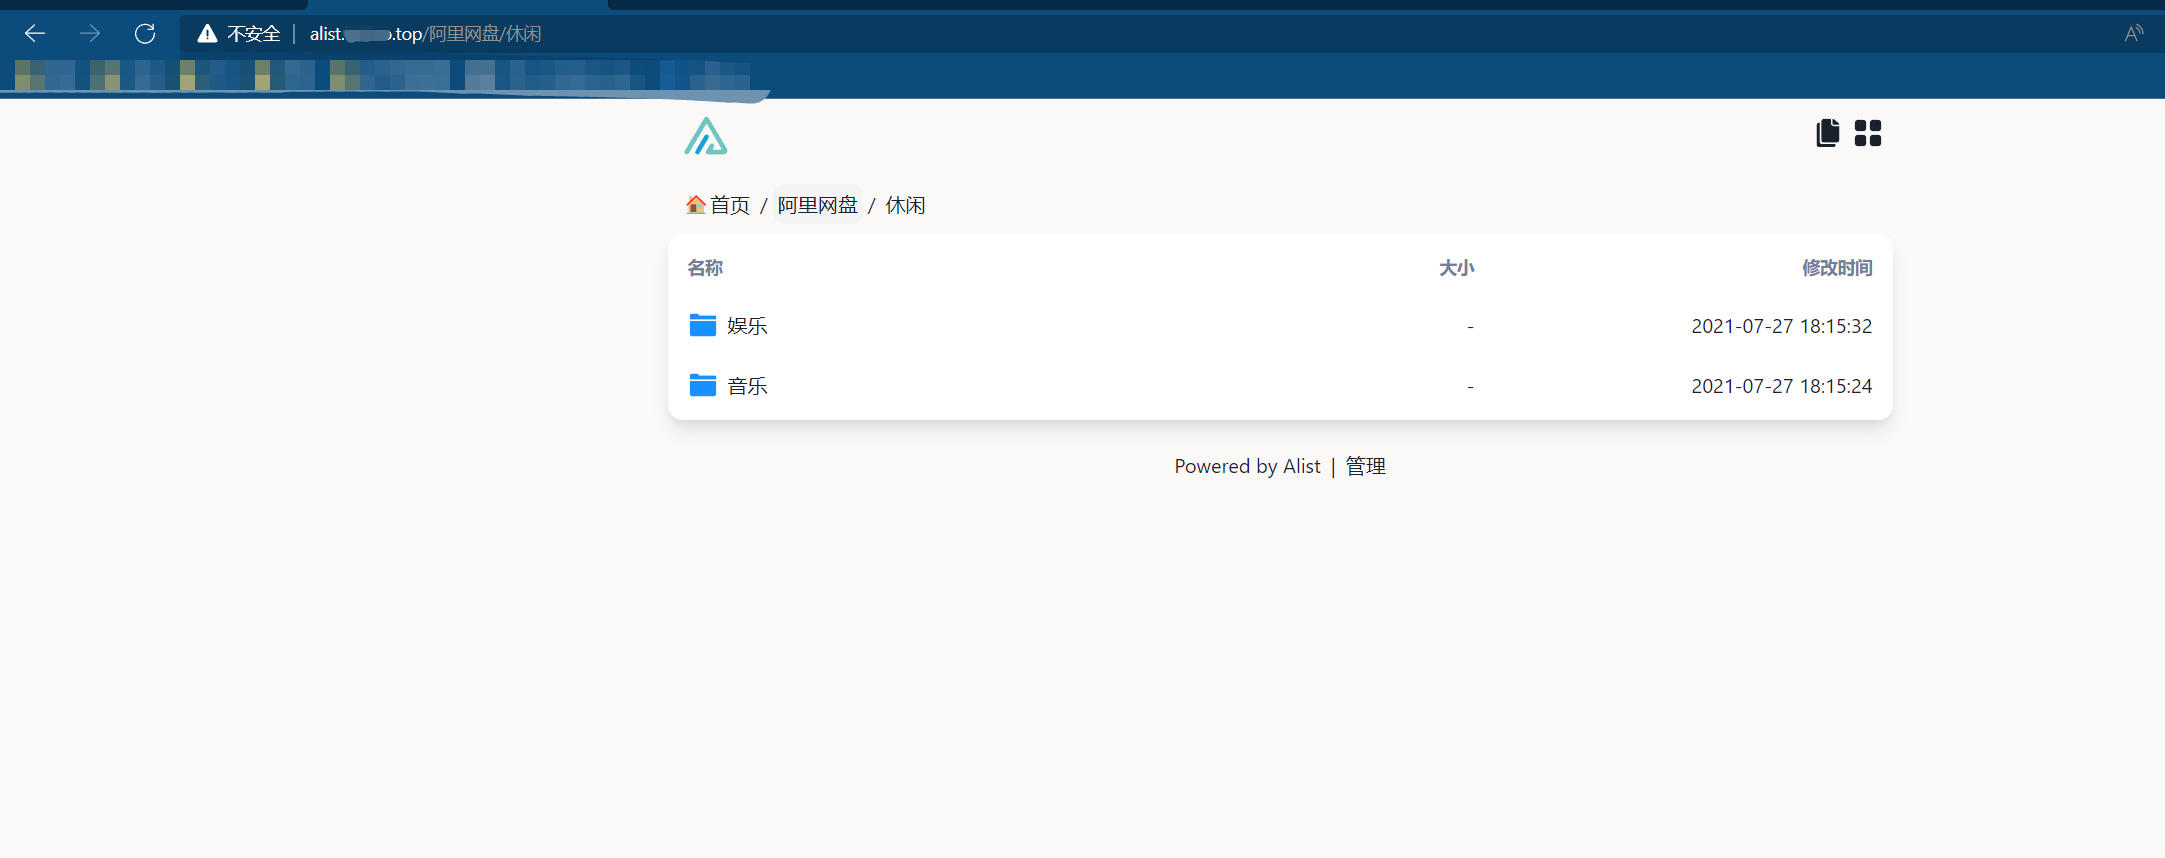 不安全 | alist. .top/阿里网盘/休闲
首页 / 阿里网盘 / 休闲
名称 大小 修改时间
娱乐 - 2021-07-27 18:15:32
音乐 - 2021-07-27 18:15:24
Powered by Alist | 管理